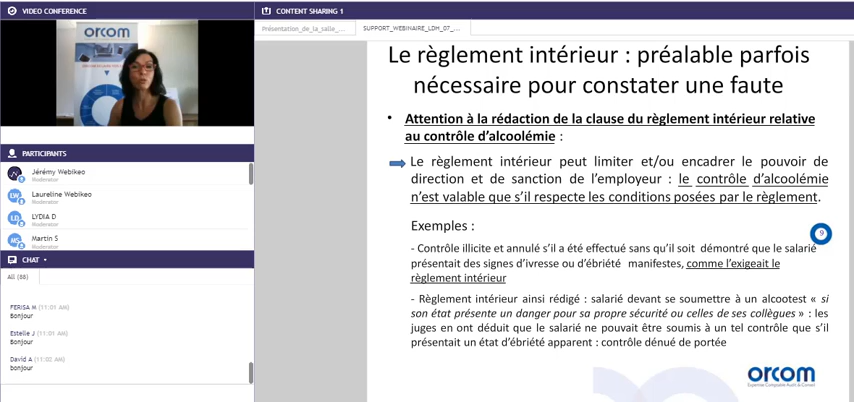 VIDEO CONFERENCE
orcom
PARTICIPANTS
Jérémy Webikeo
Moderator
LW
Laureline Webikeo
Moderator
LD
LYDIA D
Moderator
MS
Martin S
Moderator
CHAT
All (88)
FERISA M (11:01 AM)
Bonjour
Estelle J (11:01 AM)
Bonjour
David A (11:02 AM)
bonjour
CONTENT SHARING 1
Présentation_de_la_salle_...
SUPPORT_WEBINAIRE_LDH_07_...
Le règlement intérieur : préalable parfois
nécessaire pour constater une faute
• Attention à la rédaction de la clause du règlement intérieur relative
au contrôle d'alcoolémie :
Le règlement intérieur peut limiter et/ou encadrer le pouvoir de
direction et de sanction de l'employeur : le contrôle d'alcoolémie
n'est valable que s'il respecte les conditions posées par le règlement.
Exemples :
9
- Contrôle illicite et annulé s'il a été effectué sans qu'il soit démontré que le salarié
présentait des signes d'ivresse ou d'ébriété manifestes, comme l'exigeait le
règlement intérieur
- Règlement intérieur ainsi rédigé : salarié devant se soumettre à un alcootest « si
son état présente un danger pour sa propre sécurité ou celles de ses collègues » : les
juges en ont déduit que le salarié ne pouvait être soumis à un tel contrôle que s'il
présentait un état d'ébriété apparent : contrôle dénué de portée
orcom
Expertise Comptable Audit & Conseil